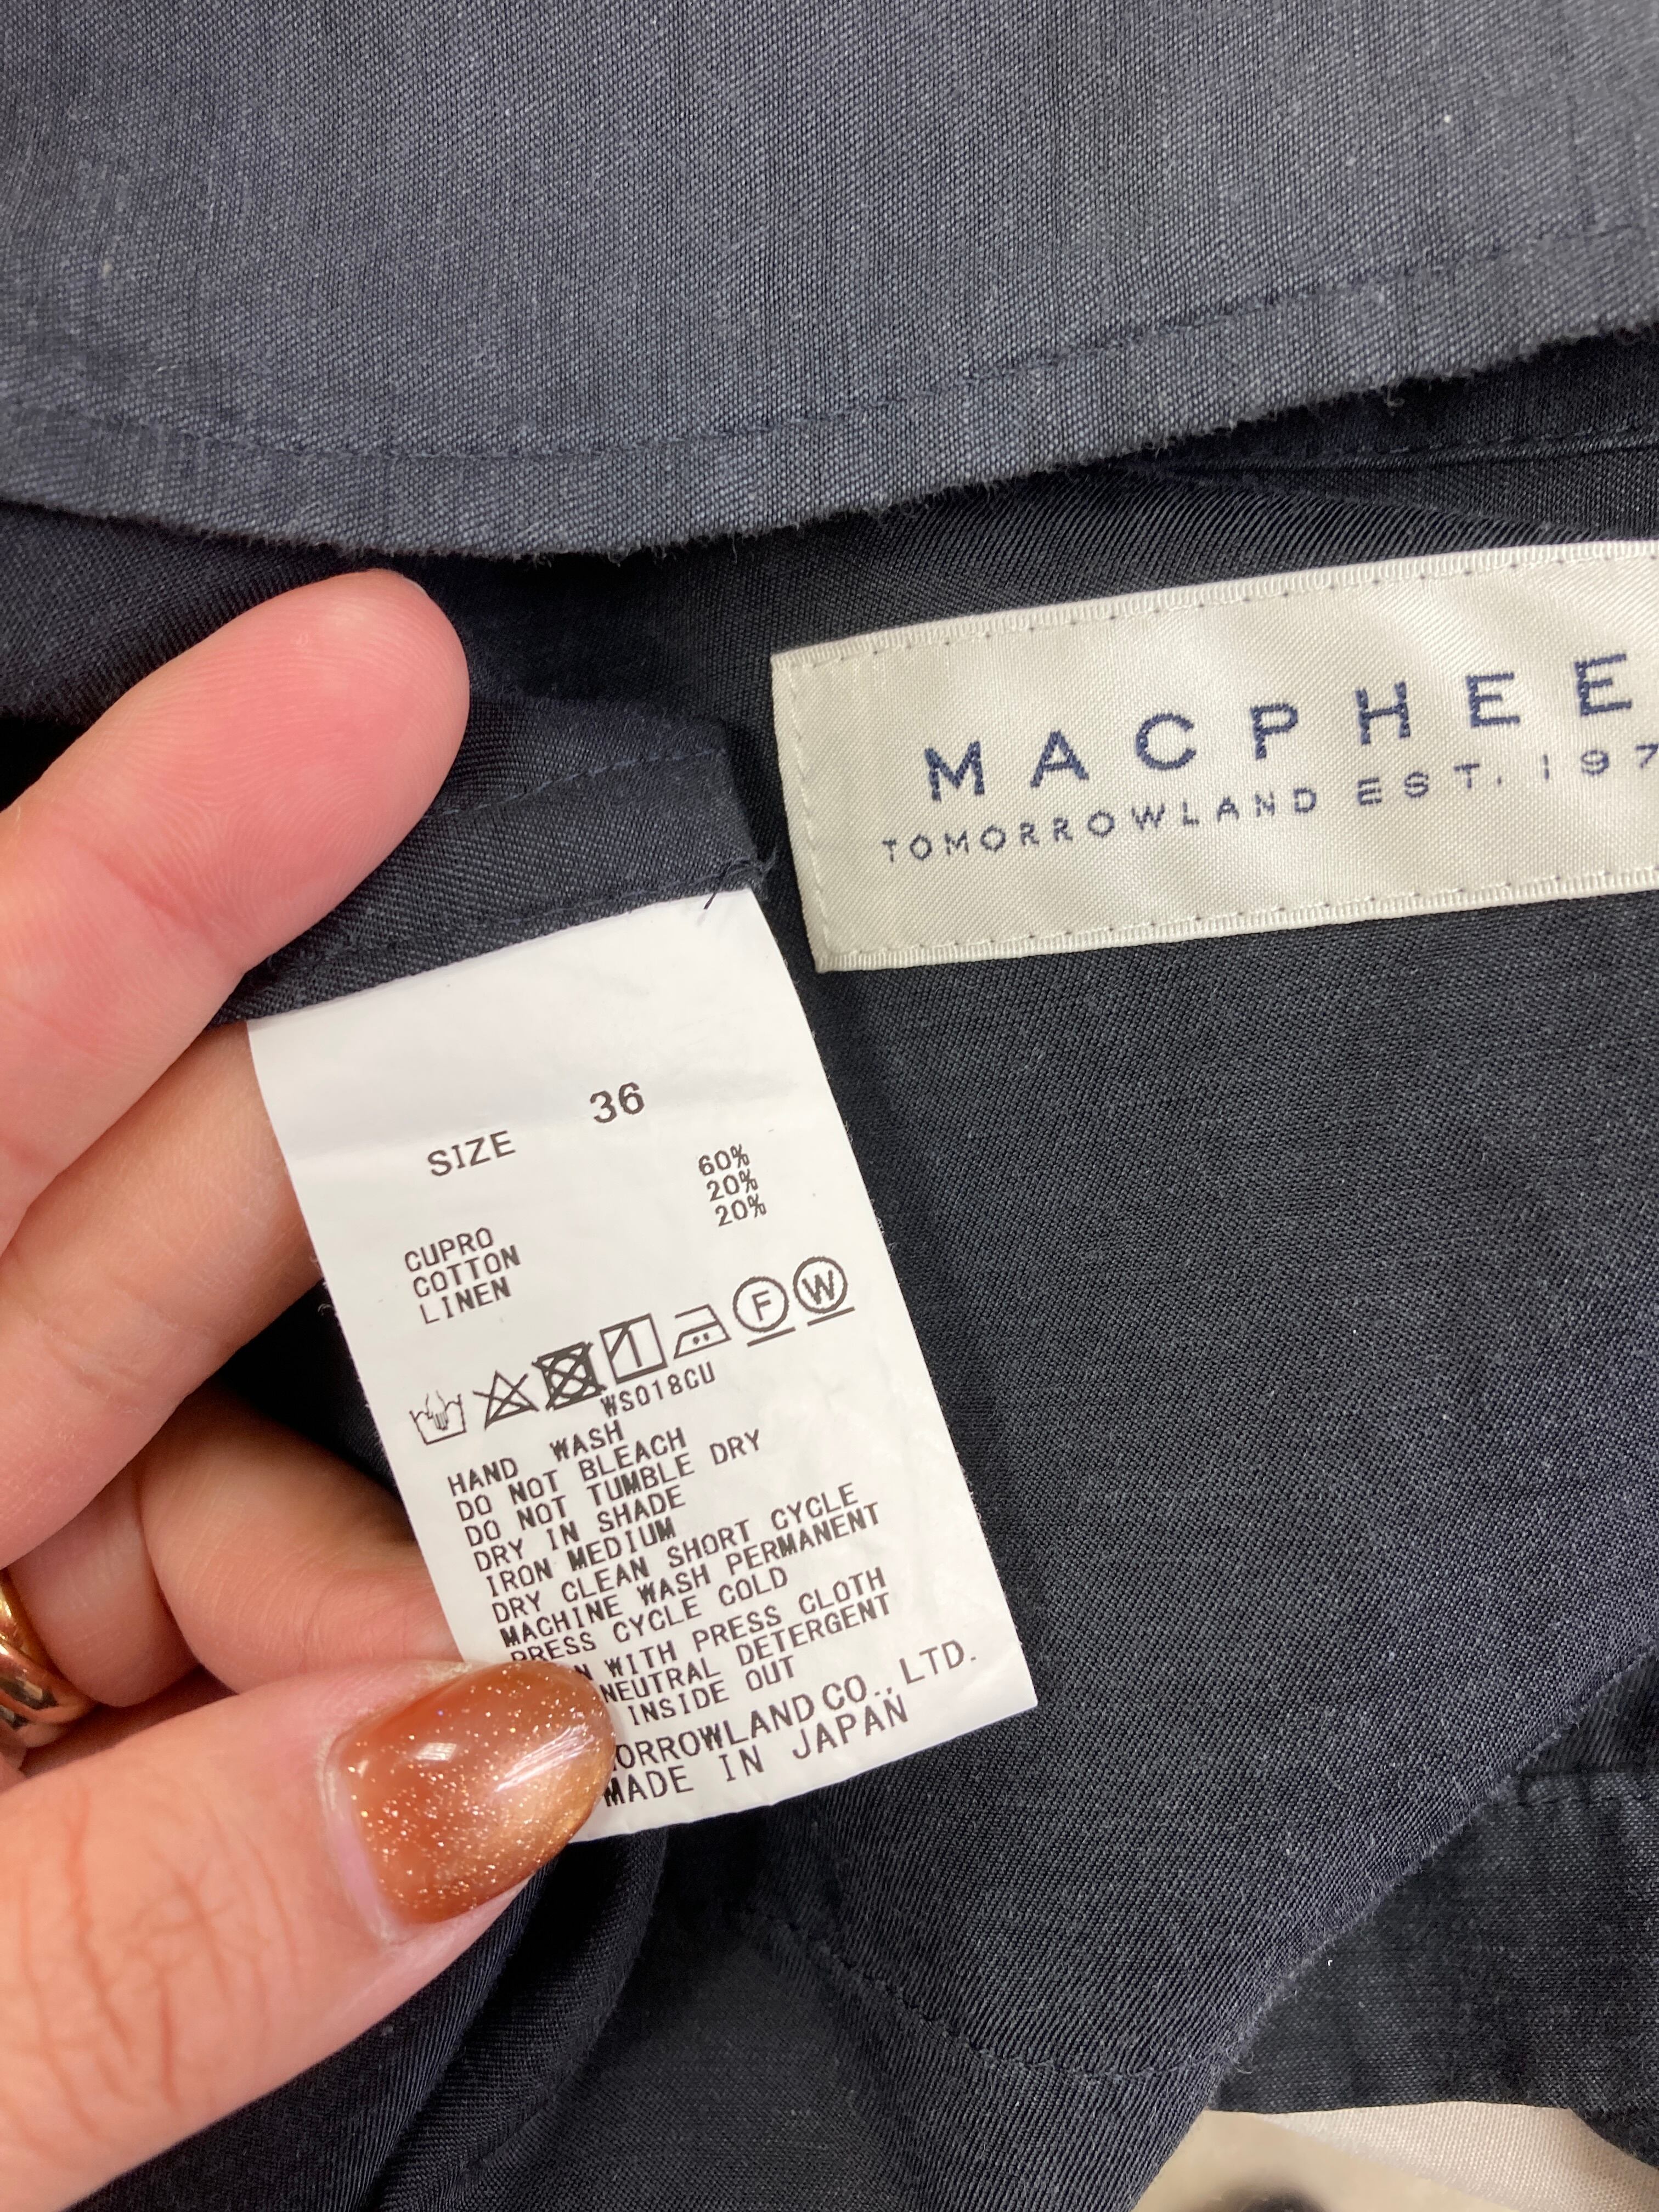 MACPHEE
TOMORROWLAND EST. 197
SIZE 36
CUPRO 60%
COTTON 20%
LINEN 20%
F W
WS018CU
HAND WASH
DO NOT BLEACH
DO NOT TUMBLE DRY
DRY IN SHADE
IRON MEDIUM
DRY CLEAN SHORT CYCLE
MACHINE WASH PERMANENT
PRESS CYCLE COLD
N WITH PRESS CLOTH
NEUTRAL DETERGENT
INSIDE OUT
ORROWLAND CO., LTD.
MADE IN JAPAN